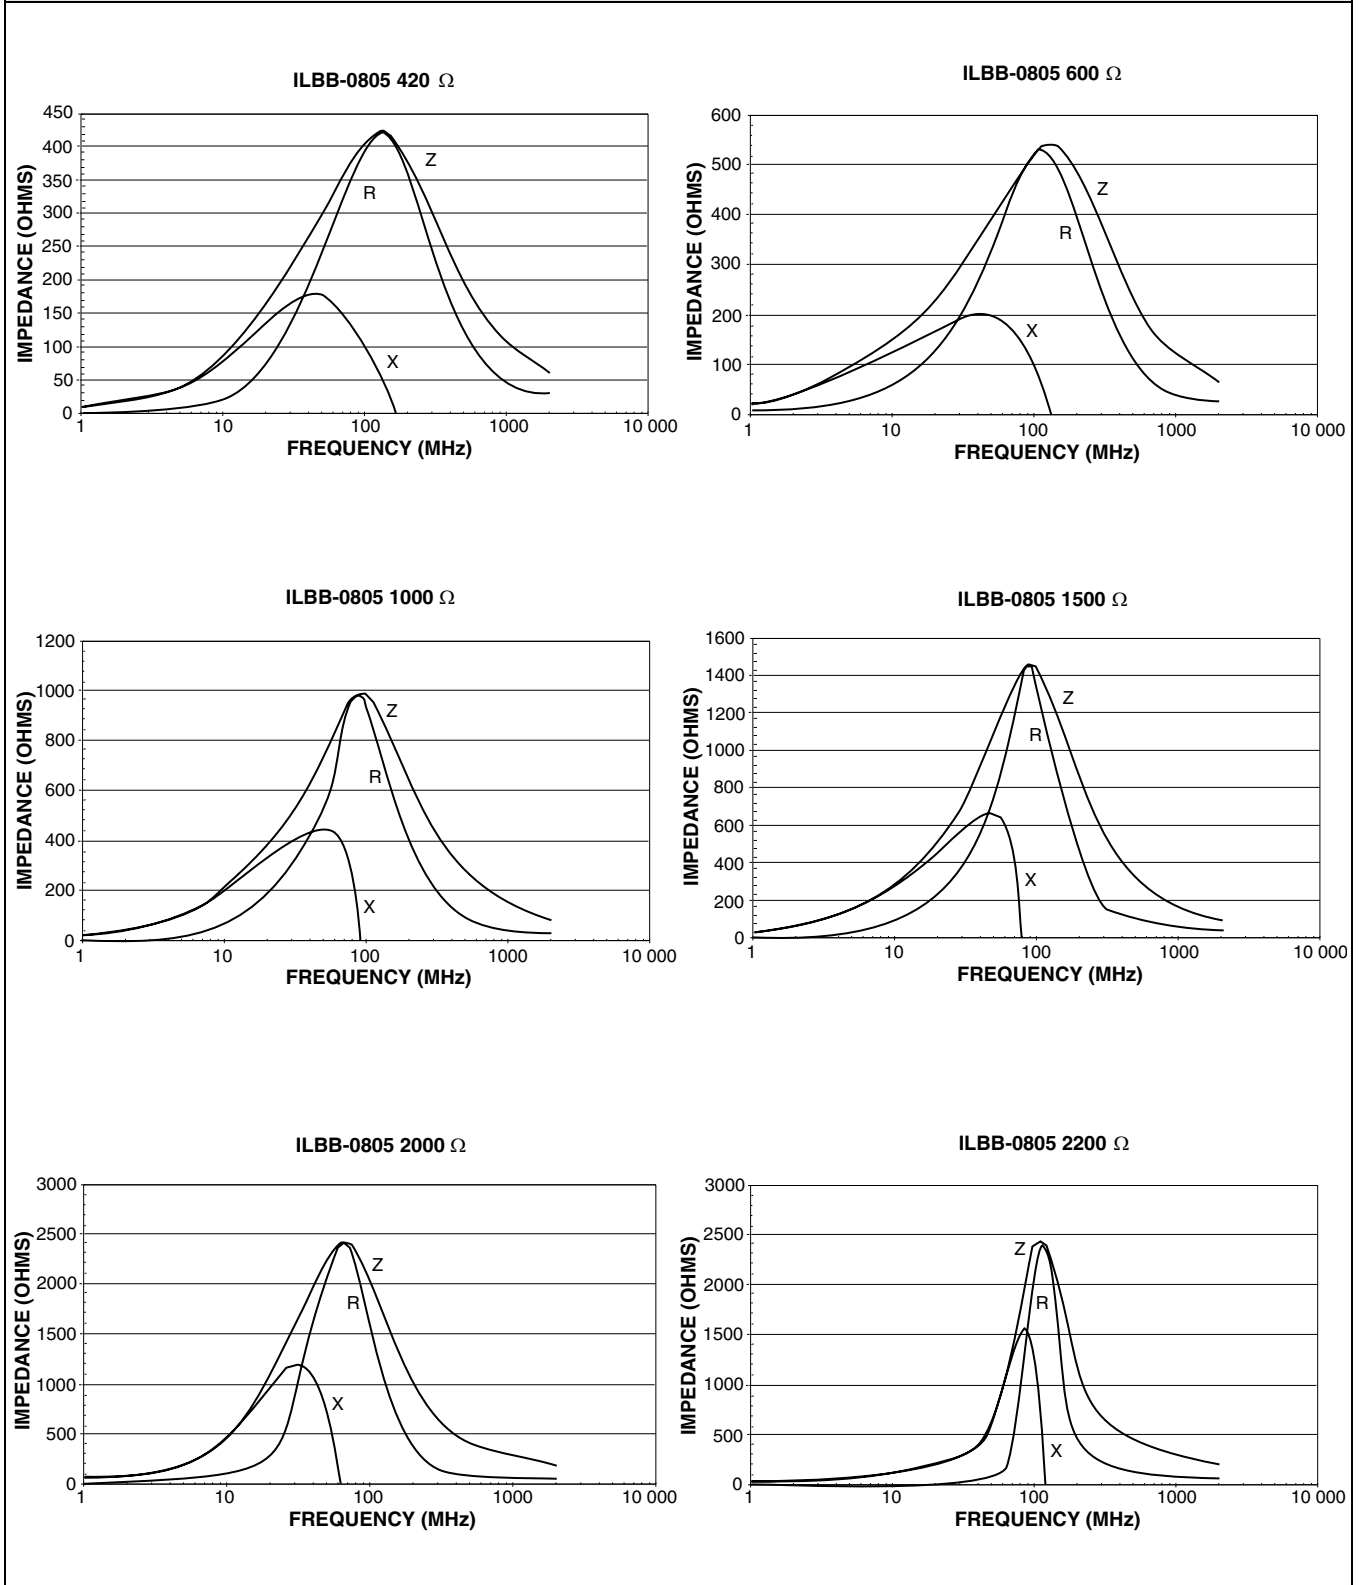 ILBB-0805 420 Ω
IMPEDANCE (OHMS)
450
400
350
300
250
200
150
100
50
0
Z
R
X
1
10
100
1000
10 000
FREQUENCY (MHz)
ILBB-0805 600 Ω
IMPEDANCE (OHMS)
600
500
400
300
200
100
0
Z
R
X
1
10
100
1000
10 000
FREQUENCY (MHz)
ILBB-0805 1000 Ω
IMPEDANCE (OHMS)
1200
1000
800
600
400
200
0
Z
R
X
1
10
100
1000
10 000
FREQUENCY (MHz)
ILBB-0805 1500 Ω
IMPEDANCE (OHMS)
1600
1400
1200
1000
800
600
400
200
0
Z
R
X
1
10
100
1000
10 000
FREQUENCY (MHz)
ILBB-0805 2000 Ω
IMPEDANCE (OHMS)
3000
2500
2000
1500
1000
500
0
Z
R
X
1
10
100
1000
10 000
FREQUENCY (MHz)
ILBB-0805 2200 Ω
IMPEDANCE (OHMS)
3000
2500
2000
1500
1000
500
0
Z
R
X
1
10
100
1000
10 000
FREQUENCY (MHz)